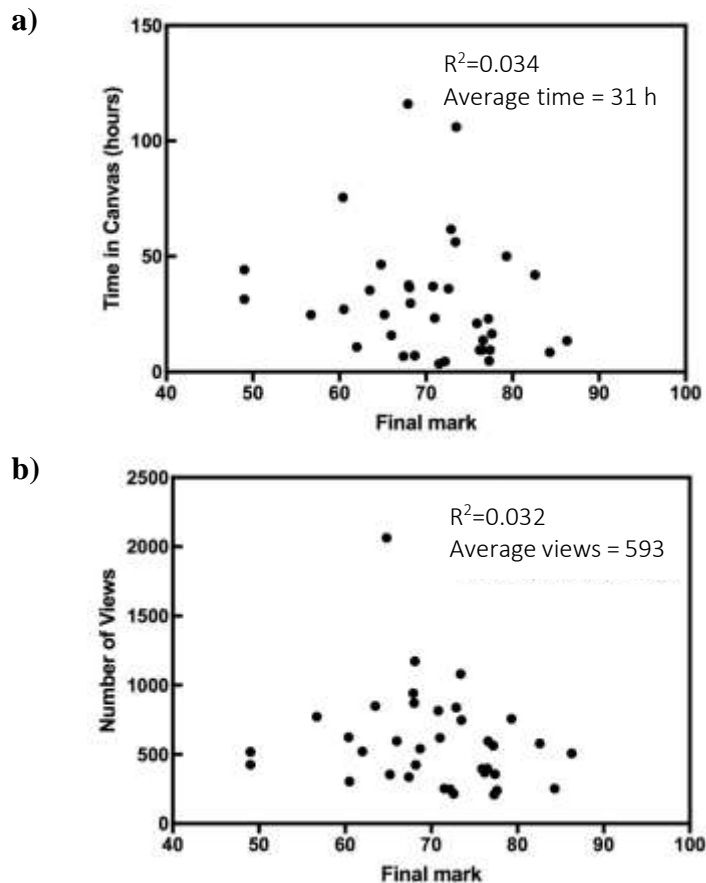 a)
150
100
50
0
Time in Canvas (hours)
R²=0.034
Average time = 31 h
40 50 60 70 80 90 100
Final mark
b)
2500
2000
1500
1000
500
0
Number of Views
R²=0.032
Average views = 593
40 50 60 70 80 90 100
Final mark